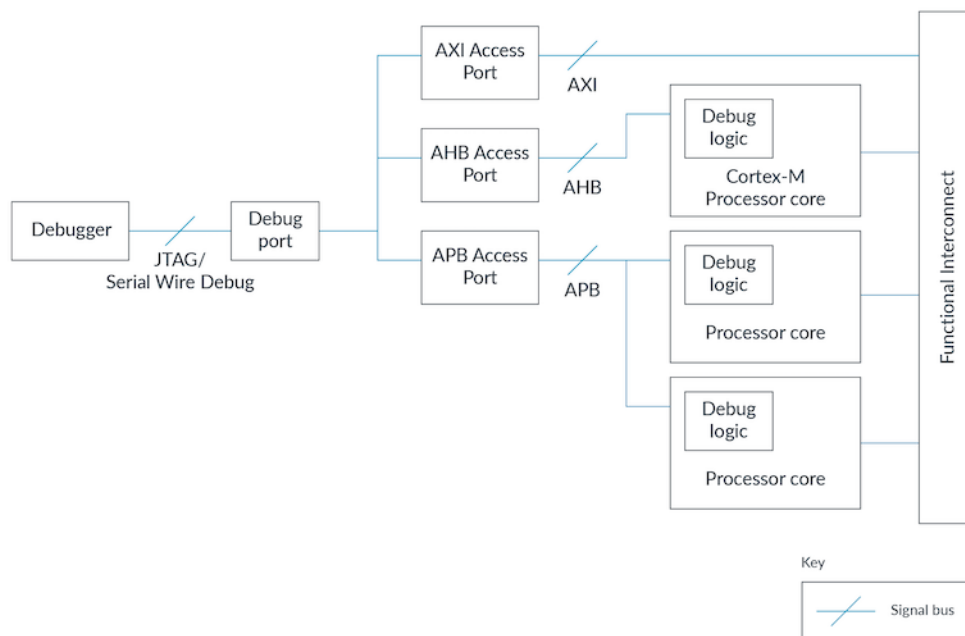 AXI Access
Port
AXI
Debug
logic
AHB Access
Port
AHB
Cortex-M
Processor core
Debugger
JTAG/
Serial Wire Debug
Debug
port
APB Access
Port
APB
Debug
logic
Processor core
Debug
logic
Processor core
Functional Interconnect
Key
Signal bus